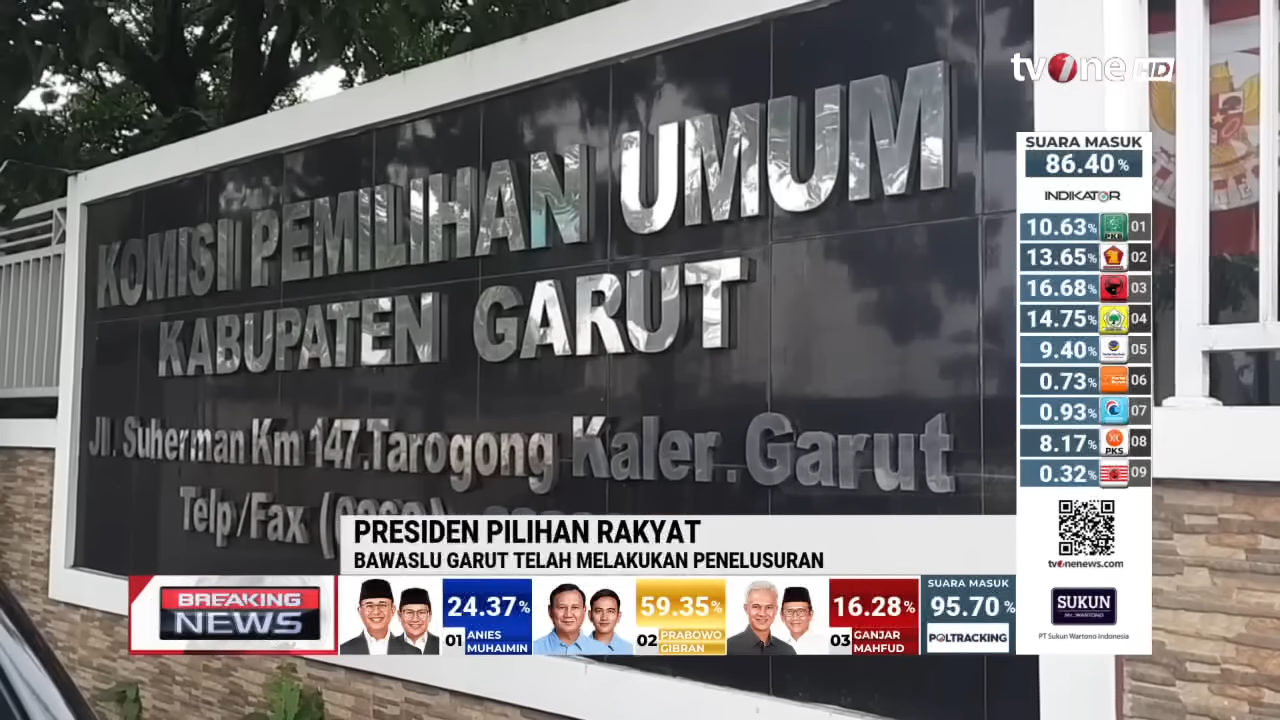 tvOne HD
KOMISI PEMILIHAN UMUM
KABUPATEN GARUT
Jll. Suherman Km 147.Tarogong Kaler.Garut
Telp/Fax
SUARA MASUK
86.40%
INDIKATOR
10.63% PKB 01
13.65% 02
16.68% 03
14.75% 04
9.40% 05
0.73% 06
0.93% 07
8.17% PKS 08
0.32% 09
tvonenews.com
SUKUN
PT Sukun Wartono Indonesia
PRESIDEN PILIHAN RAKYAT
BAWASLU GARUT TELAH MELAKUKAN PENELUSURAN
BREAKING
NEWS
24.37%
01 ANIES
MUHAIMIN
59.35%
02 PRABOWO
GIBRAN
16.28%
03 GANJAR
MAHFUD
SUARA MASUK
95.70%
POLTRACKING